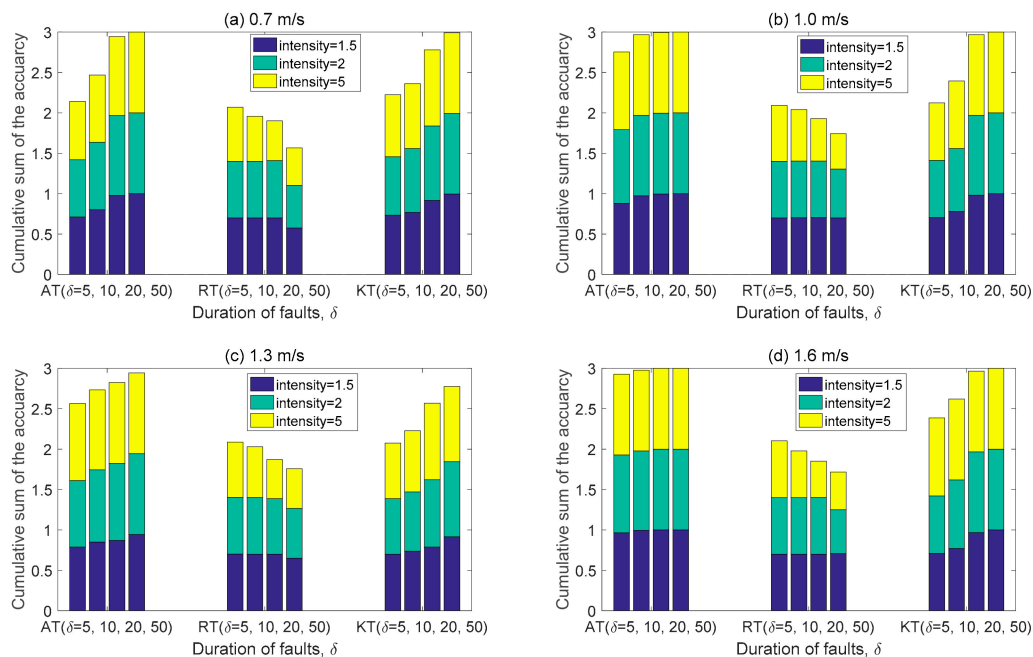 (a) 0.7 m/s
Cumulative sum of the accuarcy
3
2.5
2
1.5
1
0.5
0
intensity=1.5
intensity=2
intensity=5
AT(δ=5, 10, 20, 50)
RT(δ=5, 10, 20, 50)
KT(δ=5, 10, 20, 50)
Duration of faults, δ
(b) 1.0 m/s
Cumulative sum of the accuarcy
3
2.5
2
1.5
1
0.5
0
intensity=1.5
intensity=2
intensity=5
AT(δ=5, 10, 20, 50)
RT(δ=5, 10, 20, 50)
KT(δ=5, 10, 20, 50)
Duration of faults, δ
(c) 1.3 m/s
Cumulative sum of the accuarcy
3
2.5
2
1.5
1
0.5
0
intensity=1.5
intensity=2
intensity=5
AT(δ=5, 10, 20, 50)
RT(δ=5, 10, 20, 50)
KT(δ=5, 10, 20, 50)
Duration of faults, δ
(d) 1.6 m/s
Cumulative sum of the accuarcy
3
2.5
2
1.5
1
0.5
0
intensity=1.5
intensity=2
intensity=5
AT(δ=5, 10, 20, 50)
RT(δ=5, 10, 20, 50)
KT(δ=5, 10, 20, 50)
Duration of faults, δ